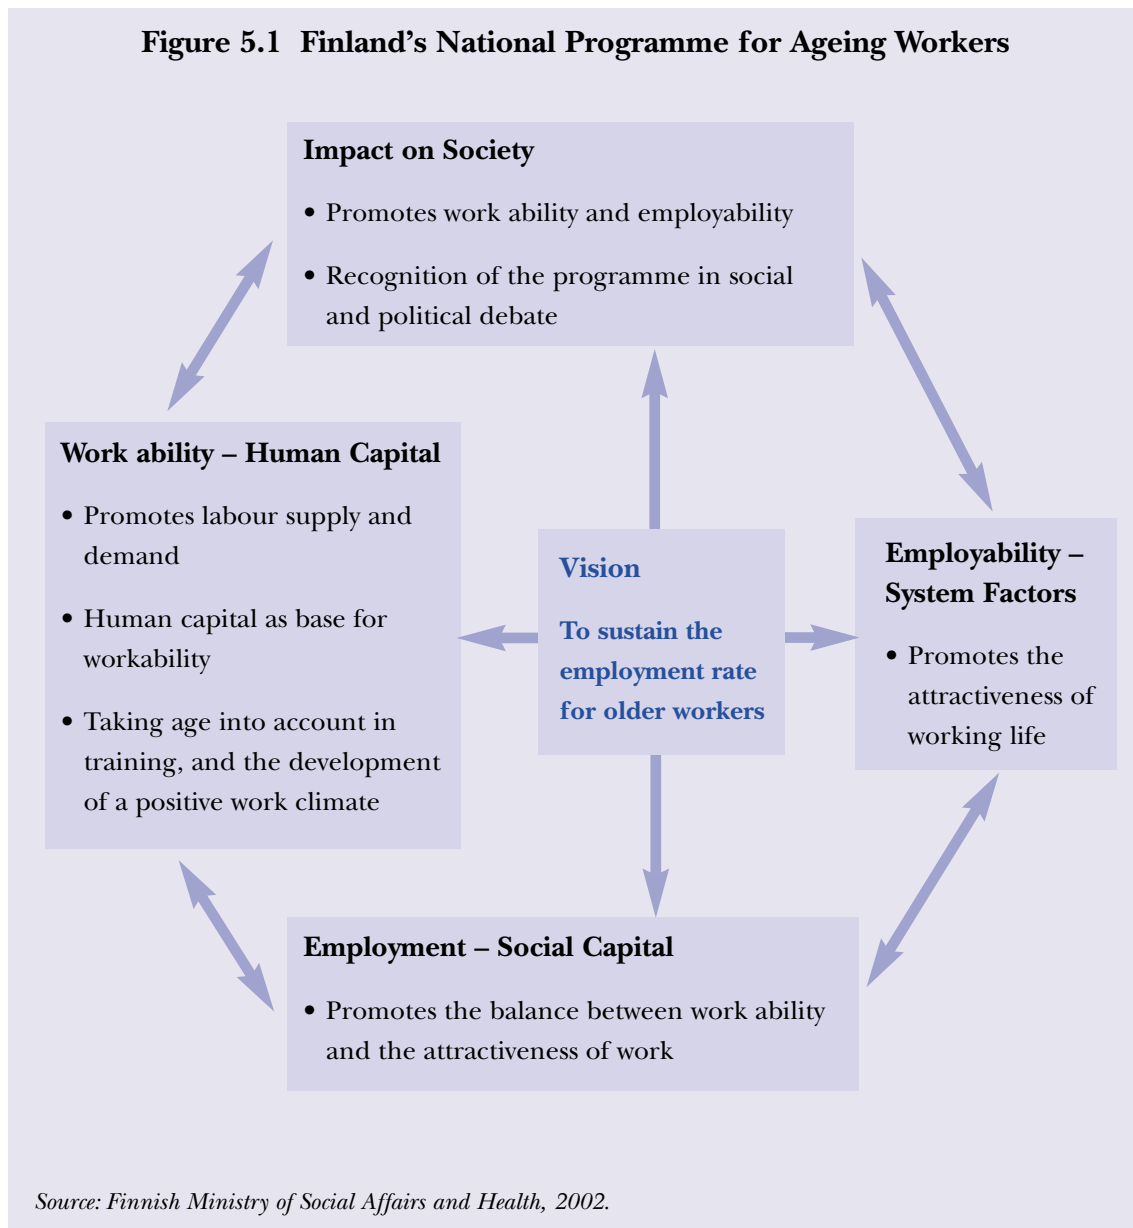 Figure 5.1 Finland’s National Programme for Ageing Workers
Impact on Society
• Promotes work ability and employability
• Recognition of the programme in social
and political debate
Work ability – Human Capital
• Promotes labour supply and
demand
• Human capital as base for
workability
• Taking age into account in
training, and the development
of a positive work climate
Vision
To sustain the
employment rate
for older workers
Employability –
System Factors
• Promotes the
attractiveness of
working life
Employment – Social Capital
• Promotes the balance between work ability
and the attractiveness of work
Source: Finnish Ministry of Social Affairs and Health, 2002.